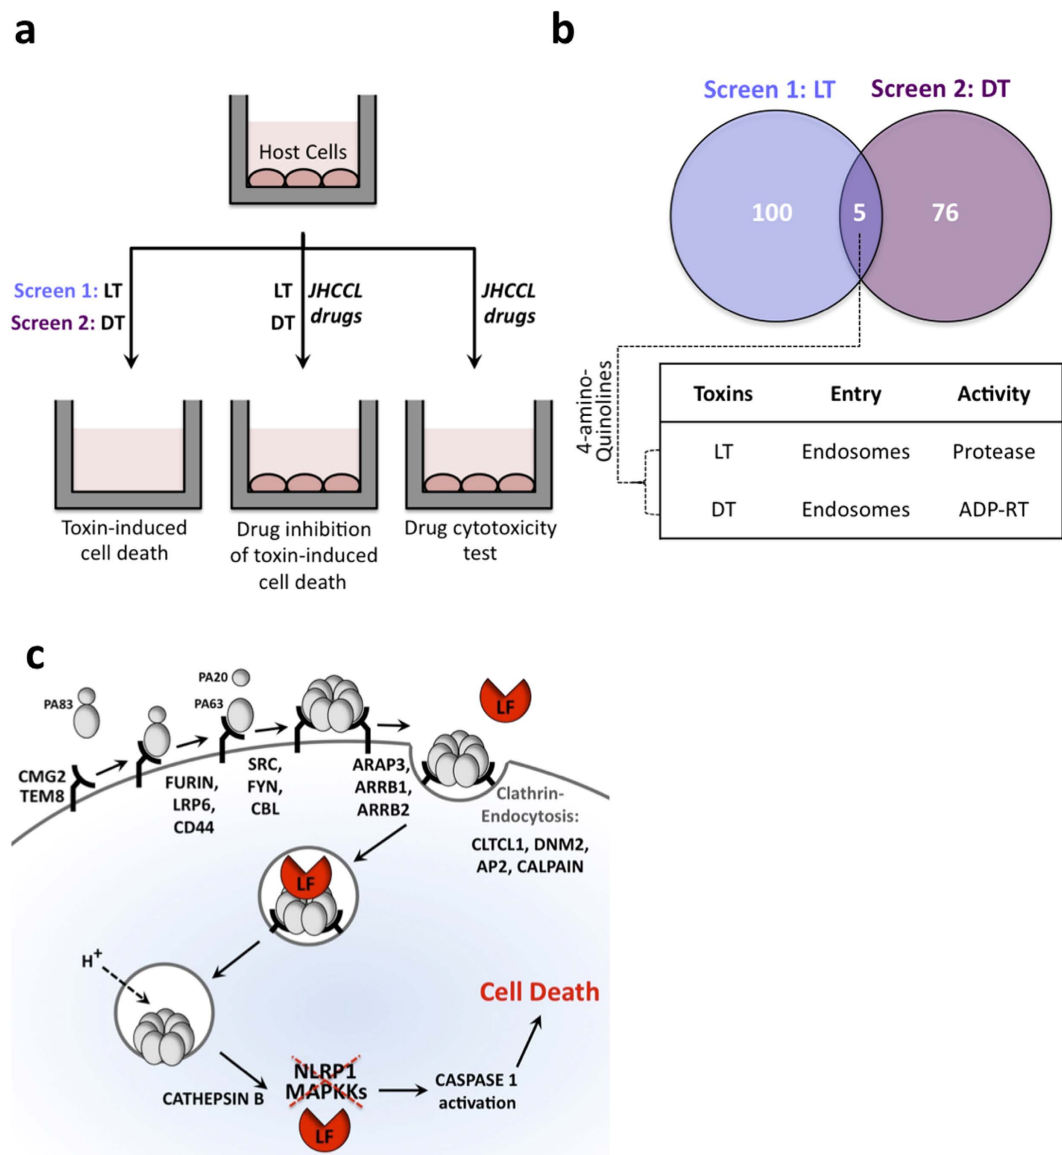 a
Host Cells
Screen 1: LT
Screen 2: DT
LT
DT
JHCCL
drugs
JHCCL
drugs
Toxin-induced
cell death
Drug inhibition
of toxin-induced
cell death
Drug cytotoxicity
test
b
Screen 1: LT
Screen 2: DT
100
5
76
4-amino-
Quinolines
Toxins Entry Activity
LT Endosomes Protease
DT Endosomes ADP-RT
c
PA83
PA20
PA63
LF
CMG2
TEM8
FURIN,
LRP6,
CD44
SRC,
FYN,
CBL
ARAP3,
ARRB1,
ARRB2
Clathrin-
Endocytosis:
CLTCL1, DNM2,
AP2, CALPAIN
LF
H+
Cell Death
CATHEPSIN B
NLRP1
MAPKKs
LF
CASPASE 1
activation